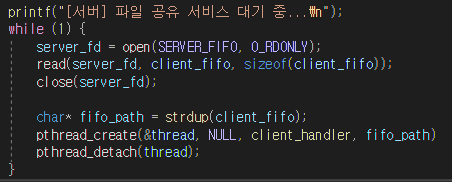 printf("[서버] 파일 공유 서비스 대기 중...₩n");
while (1) {
    server_fd = open(SERVER_FIFO, O_RDONLY);
    read(server_fd, client_fifo, sizeof(client_fifo));
    close(server_fd);

    char* fifo_path = strdup(client_fifo);
    pthread_create(&thread, NULL, client_handler, fifo_path)
    pthread_detach(thread);
}